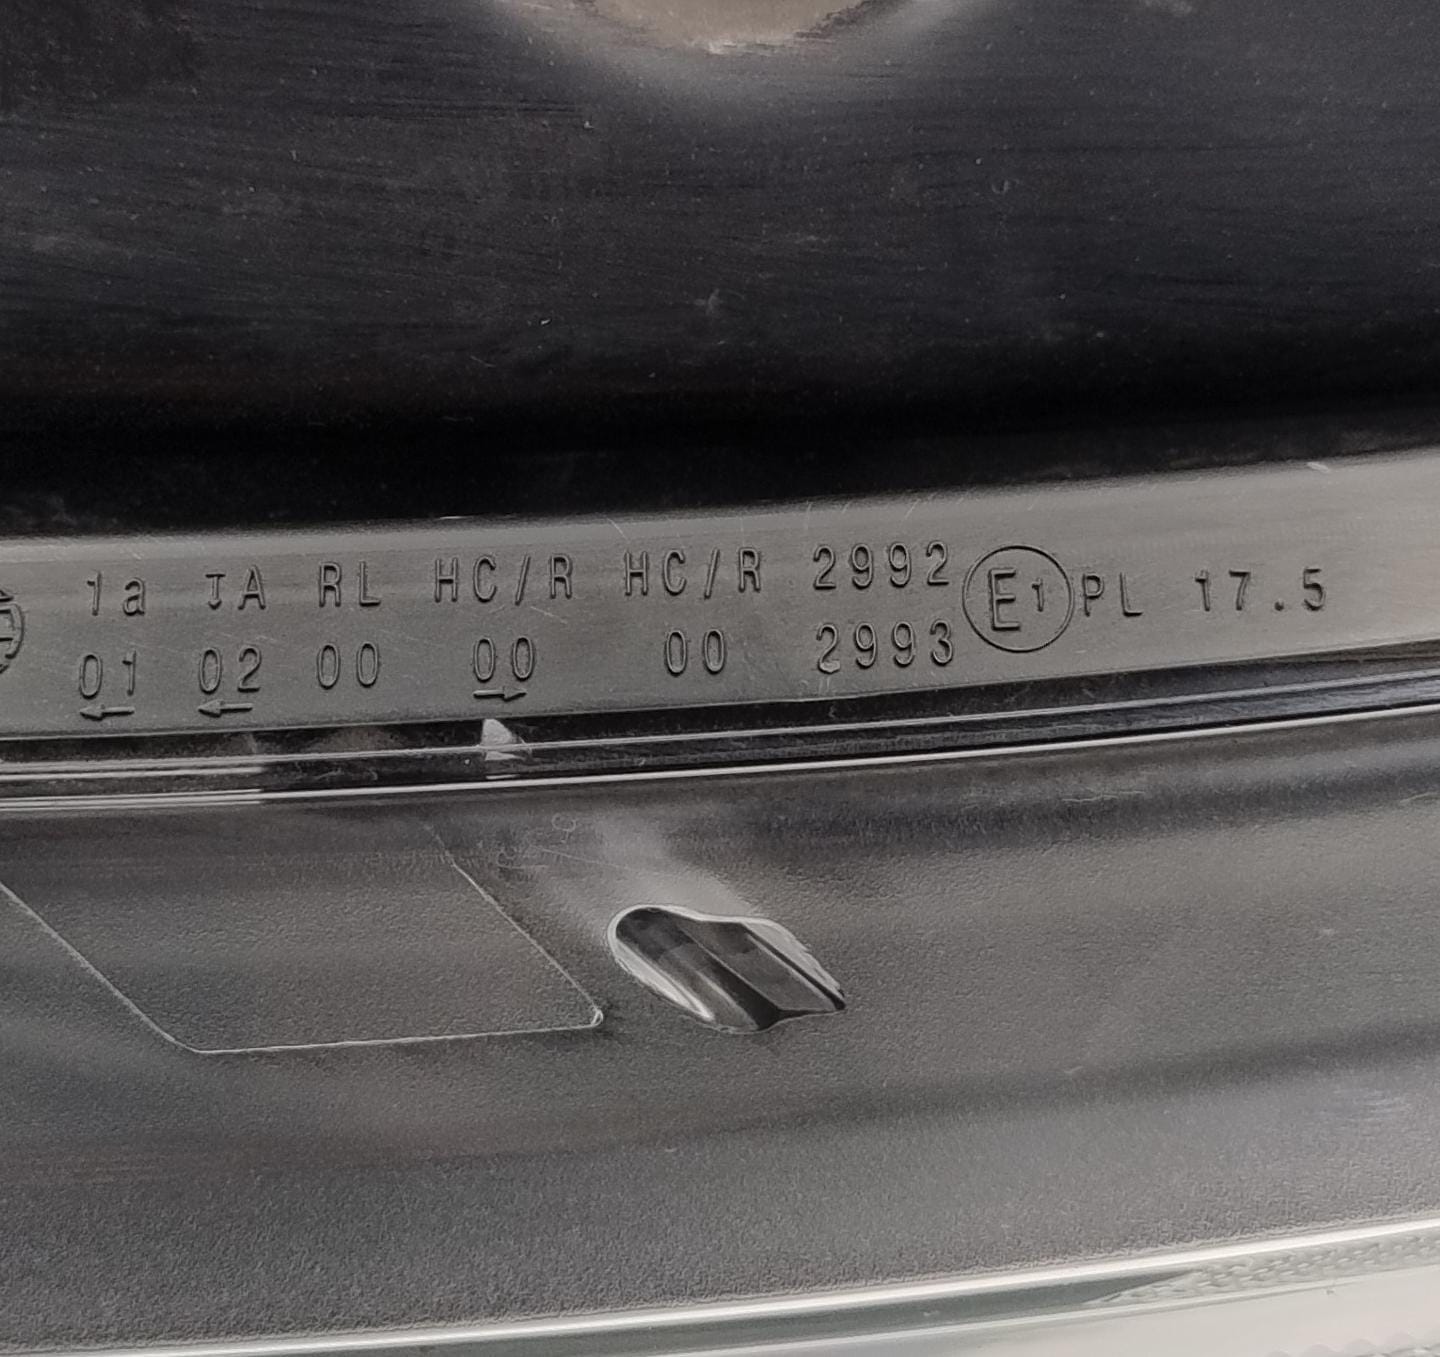 1a IA RL HC/R HC/R 2992 E1 PL 17.5
01 02 00 00 00 2993
← ← →